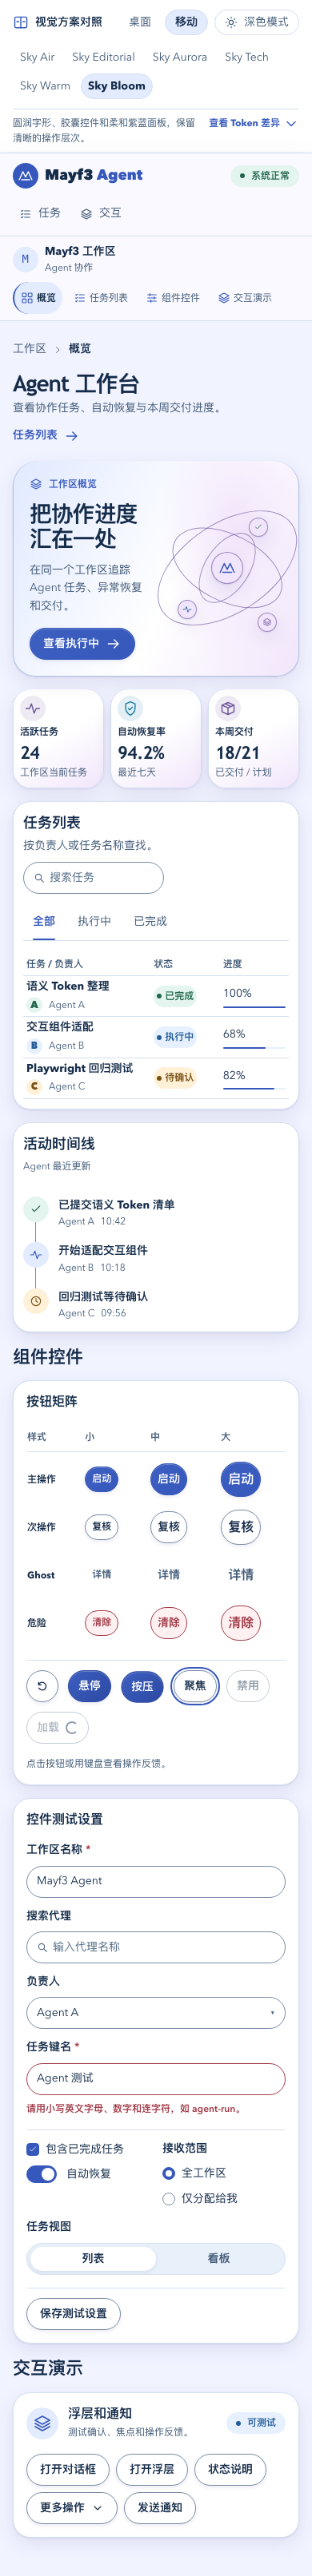 视觉方案对照 桌面 移动 深色模式
Sky Air Sky Editorial Sky Aurora Sky Tech
Sky Warm Sky Bloom
圆润字形、胶囊控件和柔和紫蓝面板，保留 查看 Token 差异
清晰的操作层次。
Mayf3 Agent 系统正常
任务 交互
M Mayf3 工作区
Agent 协作
概览 任务列表 组件控件 交互演示
工作区 > 概览
Agent 工作台
查看协作任务、自动恢复与本周交付进度。
任务列表 →
工作区概览
把协作进度
汇在一处
在同一个工作区追踪
Agent 任务、异常恢复
和交付。
查看执行中 →
活跃任务 自动恢复率 本周交付
24 94.2% 18/21
工作区当前任务 最近七天 已交付 / 计划
任务列表
按负责人或任务名称查找。
搜索任务
全部 执行中 已完成
任务 / 负责人 状态 进度
语义 Token 整理 已完成 100%
A Agent A
交互组件适配 执行中 68%
B Agent B
Playwright 回归测试 待确认 82%
C Agent C
活动时间线
Agent 最近更新
已提交语义 Token 清单
Agent A 10:42
开始适配交互组件
Agent B 10:18
回归测试等待确认
Agent C 09:56
组件控件
按钮矩阵
样式 小 中 大
主操作 启动 启动 启动
次操作 复核 复核 复核
Ghost 详情 详情 详情
危险 清除 清除 清除
悬停 按压 聚焦 禁用
加载
点击按钮或用键盘查看操作反馈。
控件测试设置
工作区名称 *
Mayf3 Agent
搜索代理
输入代理名称
负责人
Agent A
任务键名 *
Agent 测试
请用小写英文字母、数字和连字符，如 agent-run。
包含已完成任务 接收范围
自动恢复 全工作区
仅分配给我
任务视图
列表 看板
保存测试设置
交互演示
浮层和通知 可测试
测试确认、焦点和操作反馈。
打开对话框 打开浮层 状态说明
更多操作 发送通知